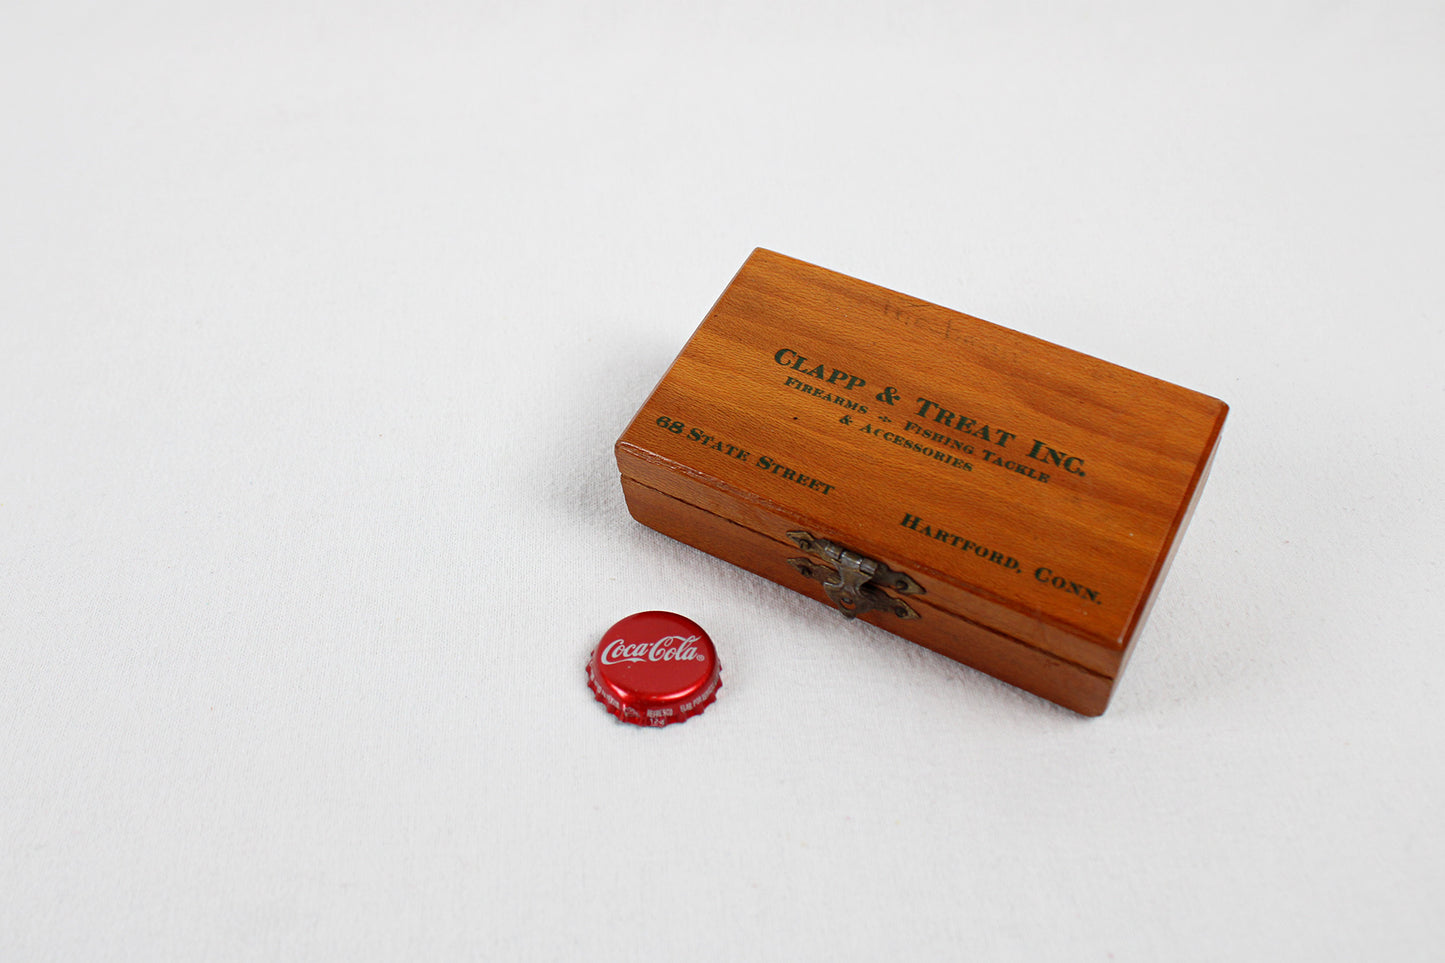 CLAPP & TREAT INC.
FIREARMS ⁘ FISHING TACKLE
& ACCESSORIES
68 STATE STREET
HARTFORD, CONN.
Coca-Cola®